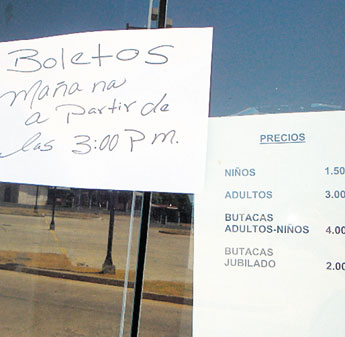 Boletos
Mañana
a Partir de
las 3:00 P.m.
PRECIOS
NIÑOS 1.50
ADULTOS 3.00
BUTACAS
ADULTOS-NIÑOS 4.00
BUTACAS
JUBILADO 2.00